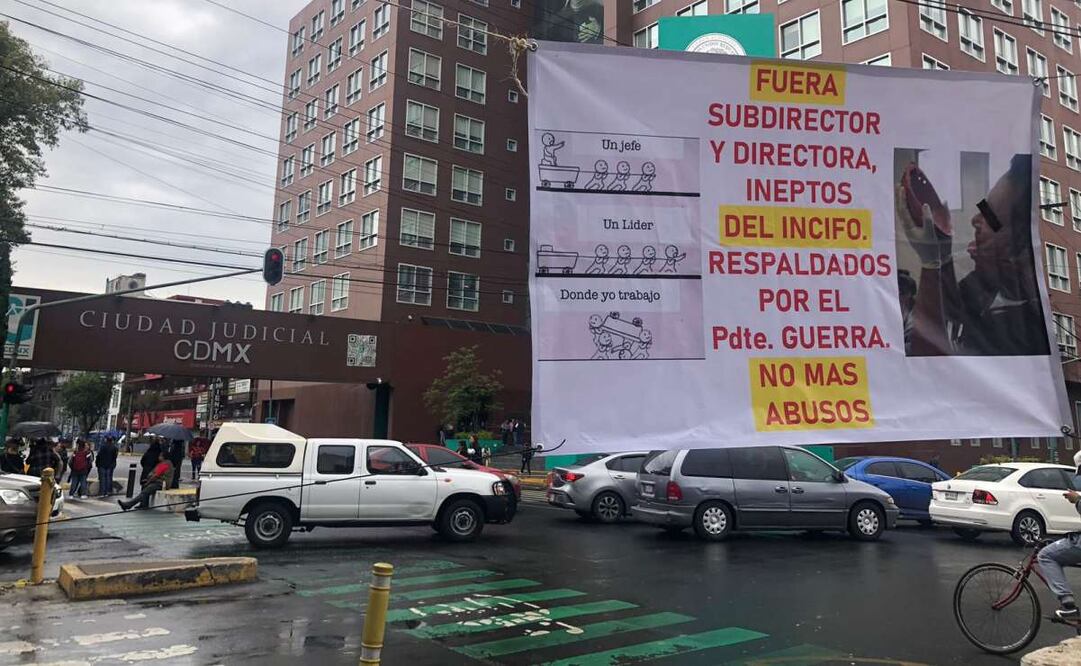 CIUDAD JUDICIAL
CDMX
Un jefe
Un Lider
Donde yo trabajo
FUERA
SUBDIRECTOR
Y DIRECTORA,
INEPTOS
DEL INCIFO.
RESPALDADOS
POR EL
Pdte. GUERRA.
NO MAS
ABUSOS